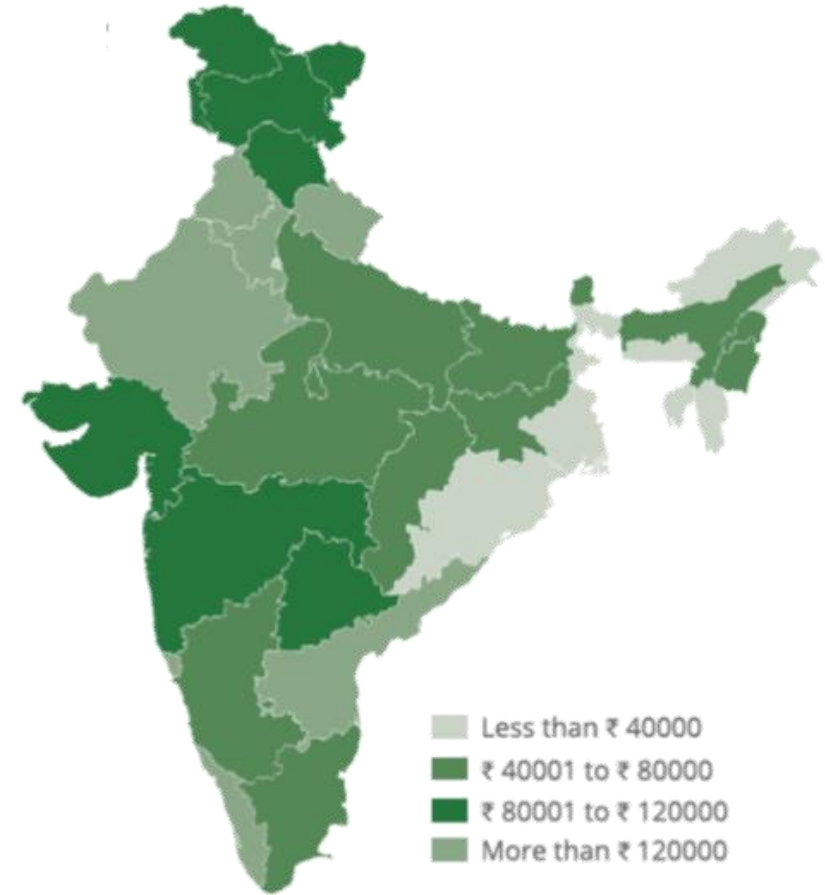 Less than ₹ 40000
₹ 40001 to ₹ 80000
₹ 80001 to ₹ 120000
More than ₹ 120000